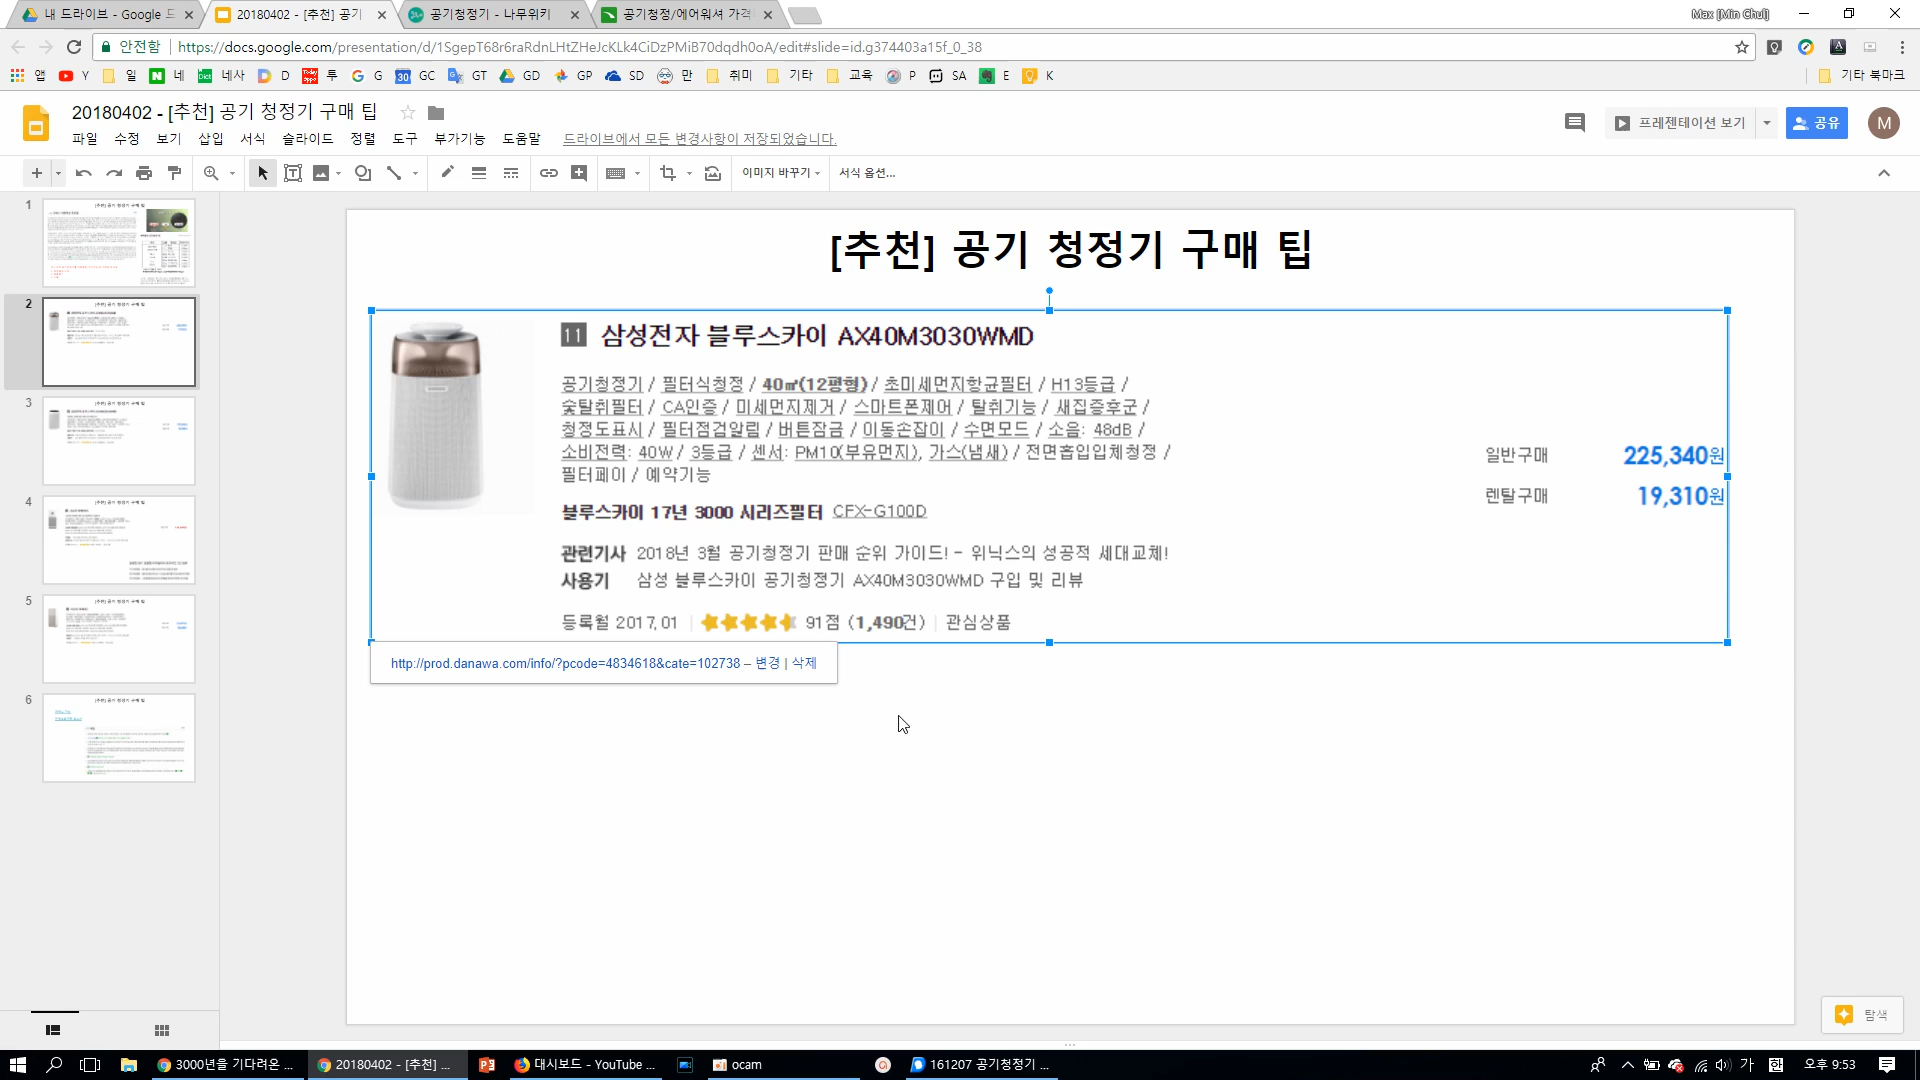 내 드라이브 - Google 드
20180402 - [추천] 공기
공기청정기 - 나무위키
공기청정/에어워셔 가격
Max [Min Chul]
안전함
https://docs.google.com/presentation/d/1SgepT68r6raRdnLHtZHeJcKLk4CiDzPMiB70dqdh0oA/edit#slide=id.g374403a15f_0_38
앱 Y 일 네 네사 D 투 G GC GT GD GP SD 만 취미 기타 교육 P SA E K 기타 북마크
20180402 - [추천] 공기 청정기 구매 팁
파일 수정 보기 삽입 서식 슬라이드 정렬 도구 부가기능 도움말 드라이브에서 모든 변경사항이 저장되었습니다.
프레젠테이션 보기
공유
M
이미지 바꾸기
서식 옵션...
1
2
3
4
5
6
[추천] 공기 청정기 구매 팁
11 삼성전자 블루스카이 AX40M3030WMD
공기청정기 / 필터식청정 / 40㎡(12평형) / 초미세먼지항균필터 / H13등급 /
숯탈취필터 / CA인증 / 미세먼지제거 / 스마트폰제어 / 탈취기능 / 새집증후군 /
청정도표시 / 필터점검알림 / 버튼잠금 / 이동손잡이 / 수면모드 / 소음: 48dB /
소비전력: 40W / 3등급 / 센서: PM10(부유먼지), 가스(냄새) / 전면흡입입체청정 /
필터페이 / 예약기능
일반구매 225,340원
렌탈구매 19,310원
블루스카이 17년 3000 시리즈필터 CFX-G100D
관련기사 2018년 3월 공기청정기 판매 순위 가이드! - 위닉스의 성공적 세대교체!
사용기 삼성 블루스카이 공기청정기 AX40M3030WMD 구입 및 리뷰
등록월 2017.01 91점 (1,490건) 관심상품
http://prod.danawa.com/info/?pcode=4834618&cate=102738 – 변경 | 삭제
탐색
3000년을 기다려온 ...
20180402 - [추천] ...
대시보드 - YouTube ...
ocam
161207 공기청정기 ...
가
한
오후 9:53